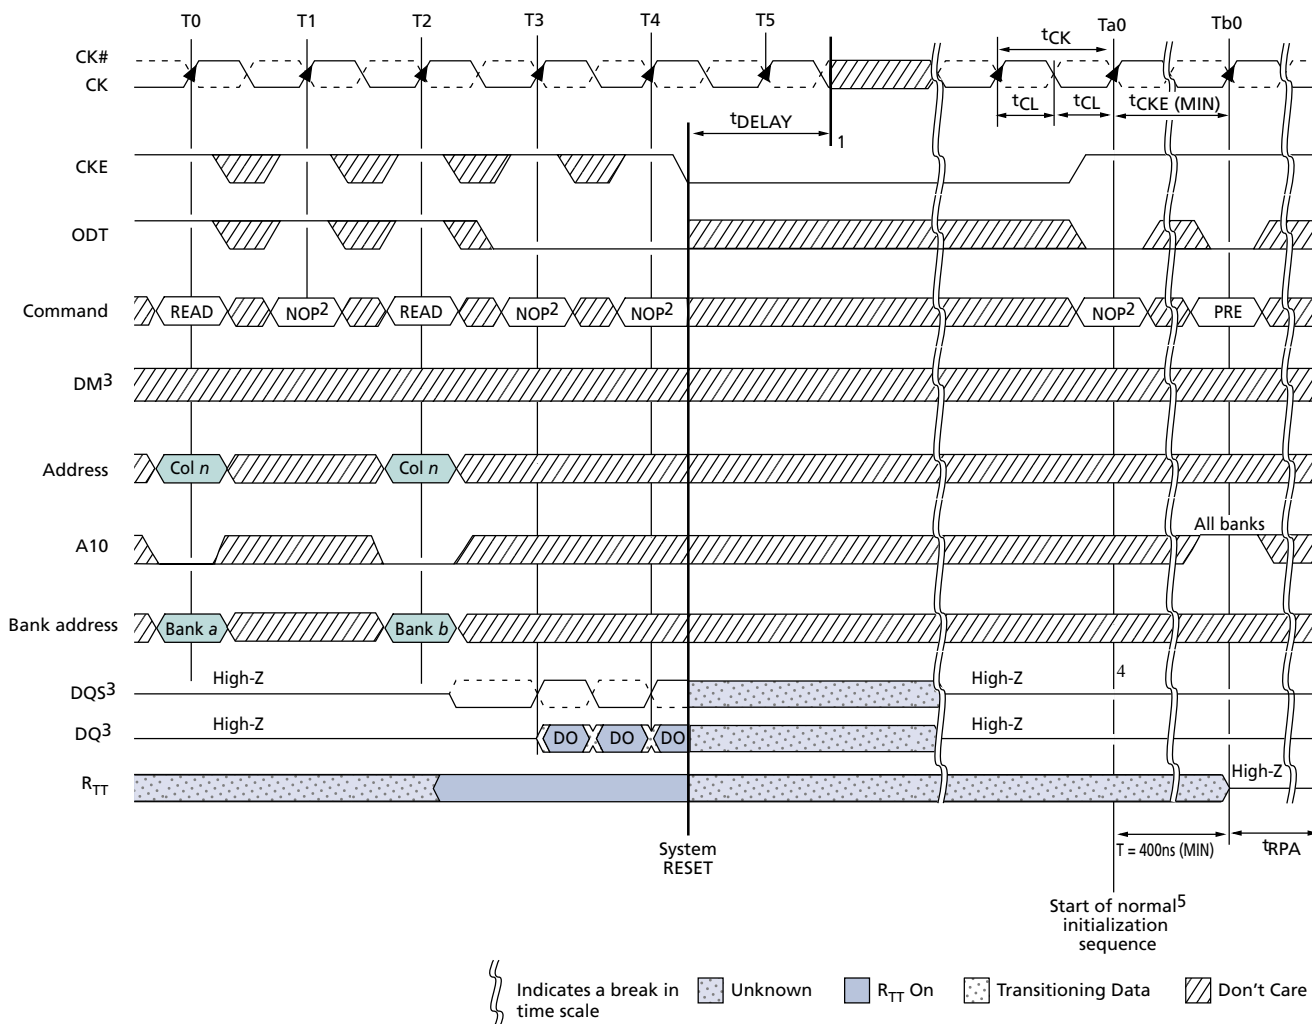 T0 T1 T2 T3 T4 T5 Ta0 Tb0
tCK
CK#
CK
tCL tCL tCKE (MIN)
tDELAY
1
CKE
ODT
Command READ NOP2 READ NOP2 NOP2 NOP2 PRE
DM3
Address Col n Col n
All banks
A10
Bank address Bank a Bank b
DQS3 High-Z High-Z 4
DQ3 High-Z DO DO DO High-Z
RTT High-Z
System
RESET
T = 400ns (MIN) tRPA
Start of normal5
initialization
sequence
Indicates a break in
time scale
Unknown
RTT On
Transitioning Data
Don't Care